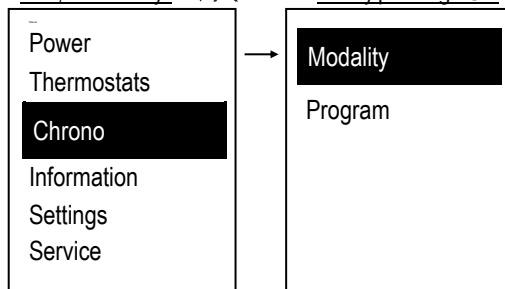 Power
Thermostats
Chrono
Information
Settings
Service
Modality
Program